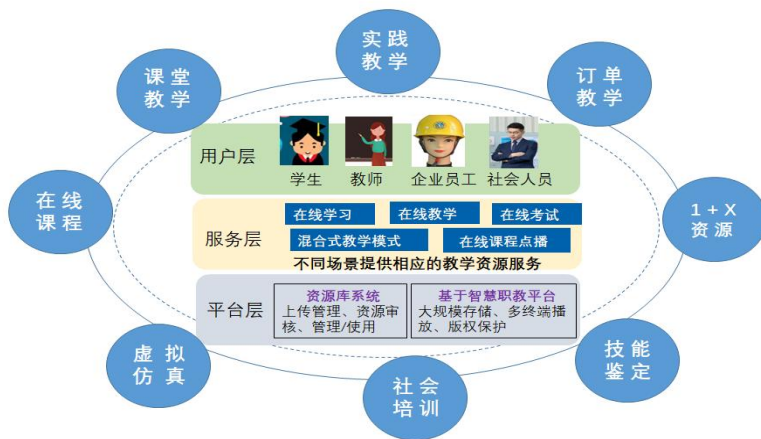 实践
教学
课堂
教学
订单
教学
用户层
学生
教师
企业员工
社会人员
在线
课程
1+X
资源
服务层
在线学习
在线教学
在线考试
混合式教学模式
在线课程点播
不同场景提供相应的教学资源服务
平台层
资源库系统
上传管理、资源审
核、管理/使用
基于智慧职教平台
大规模存储、多终端播
放、版权保护
虚拟
仿真
技能
鉴定
社会
培训